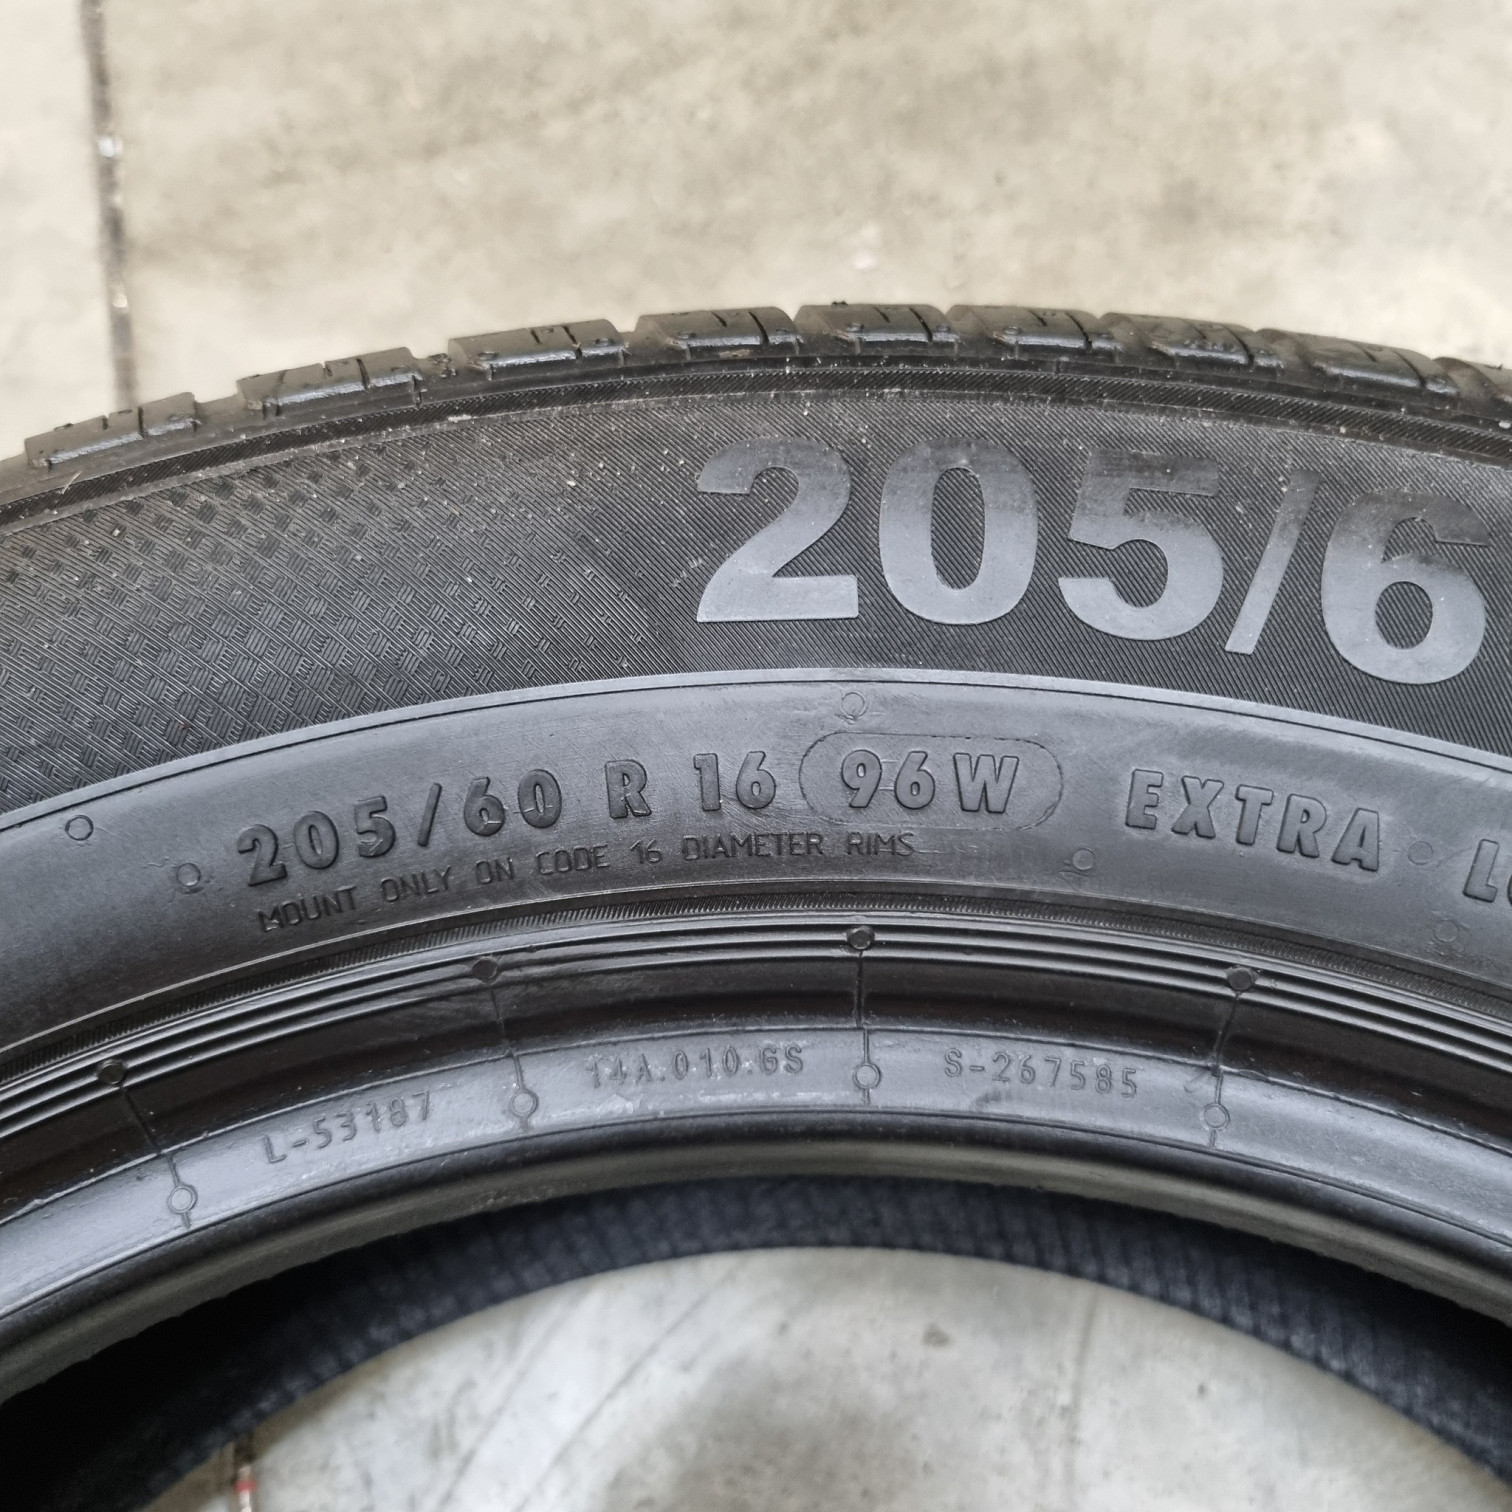 205/6
205/60 R 16 96W EXTRA
MOUNT ONLY ON CODE 16 DIAMETER RIMS
L-53187 14A.010.GS S-267585